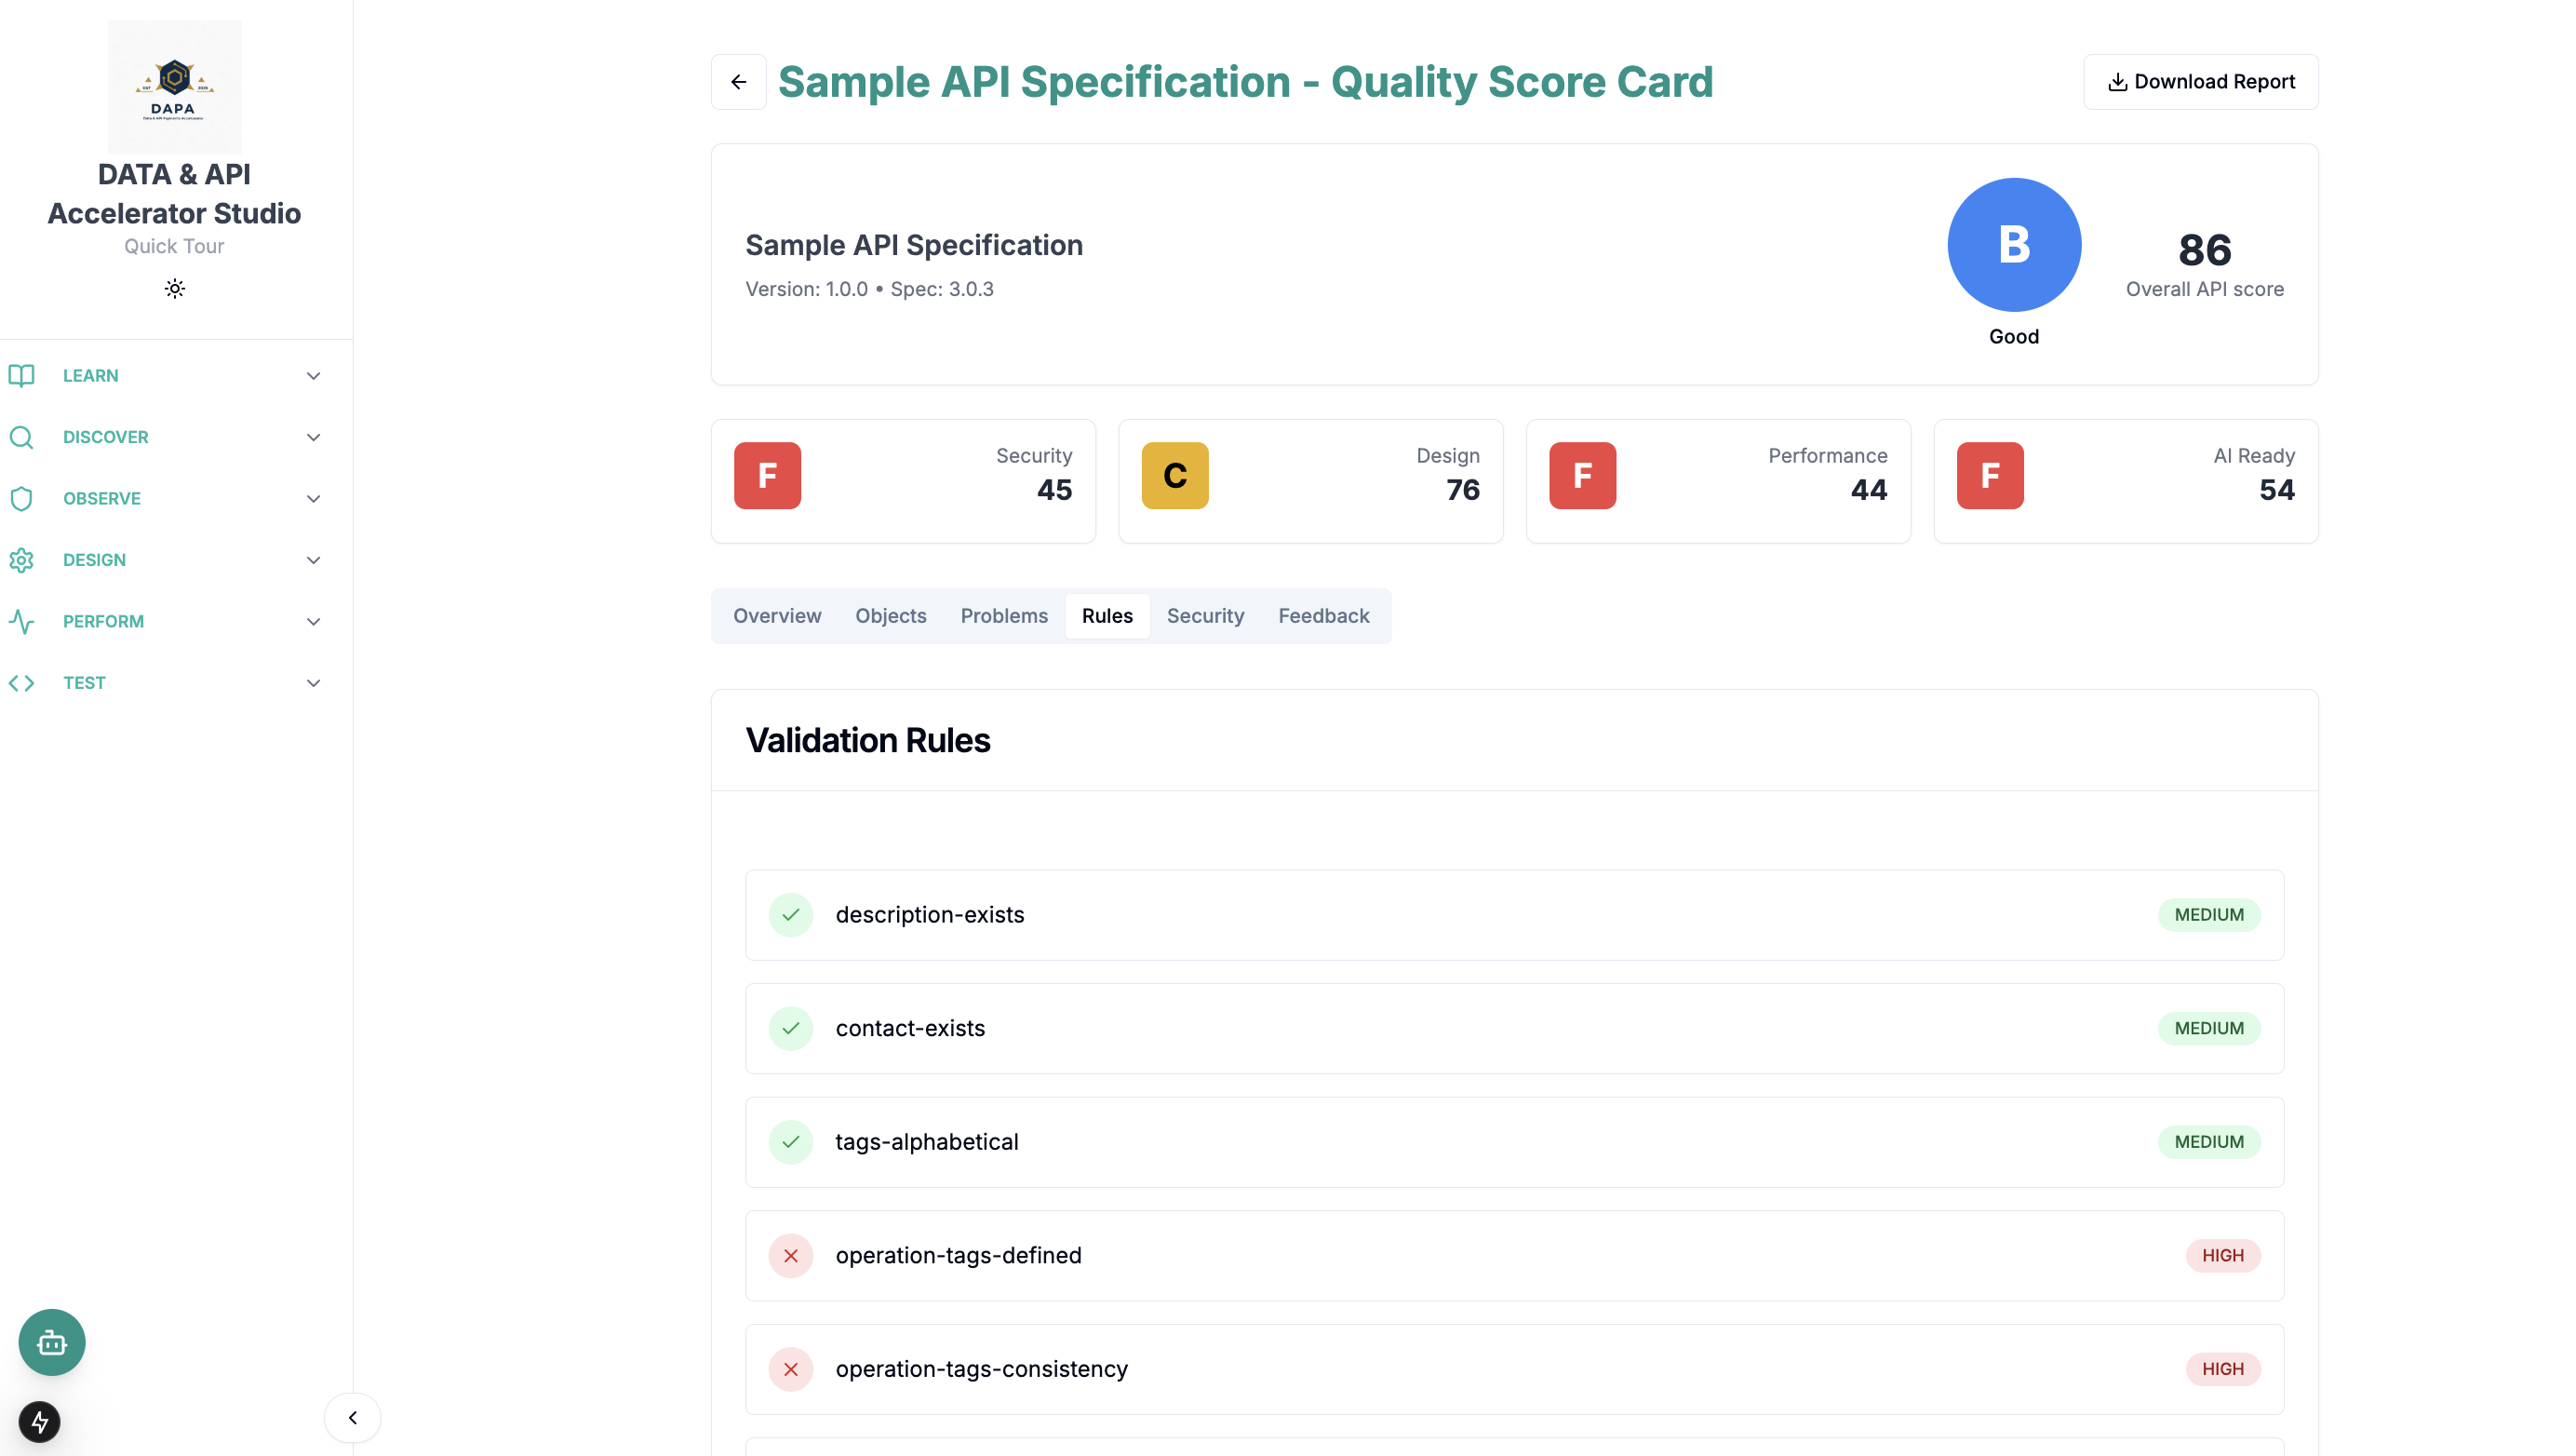 DAPA
DATA & API
Accelerator Studio
Quick Tour
LEARN
DISCOVER
OBSERVE
DESIGN
PERFORM
TEST
Sample API Specification - Quality Score Card
Download Report
Sample API Specification
Version: 1.0.0 • Spec: 3.0.3
B
Good
86
Overall API score
F
Security
45
C
Design
76
F
Performance
44
F
AI Ready
54
Overview
Objects
Problems
Rules
Security
Feedback
Validation Rules
description-exists
MEDIUM
contact-exists
MEDIUM
tags-alphabetical
MEDIUM
operation-tags-defined
HIGH
operation-tags-consistency
HIGH